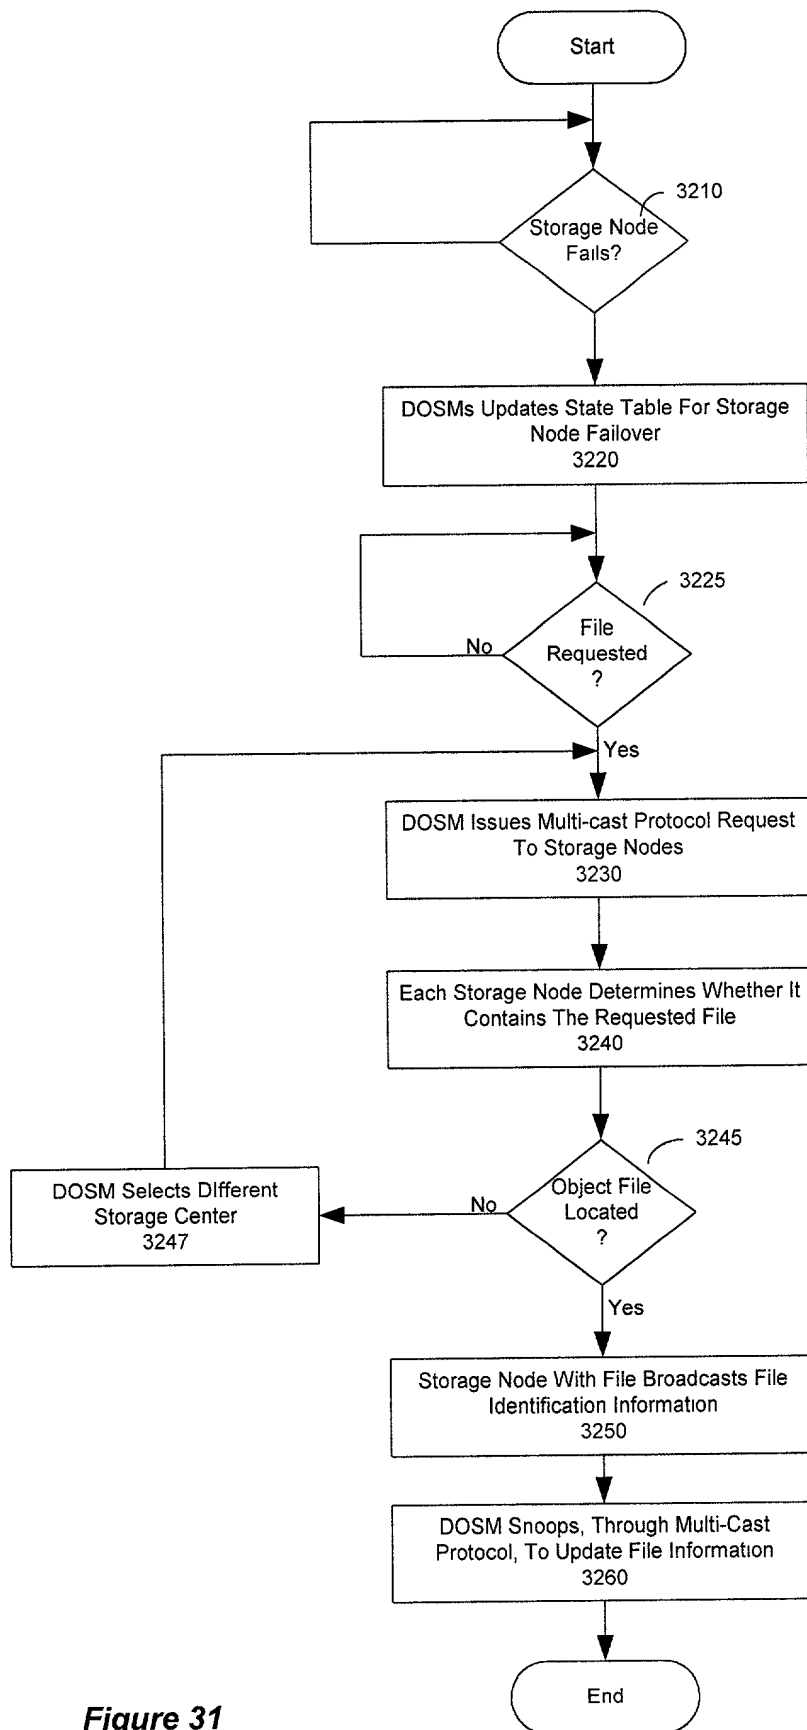 Start
3210
Storage Node
Fails?
DOSMs Updates State Table For Storage
Node Failover
3220
3225
File
Requested
?
No
Yes
DOSM Issues Multi-cast Protocol Request
To Storage Nodes
3230
Each Storage Node Determines Whether It
Contains The Requested File
3240
3245
Object File
Located
?
No
DOSM Selects Different
Storage Center
3247
Yes
Storage Node With File Broadcasts File
Identification Information
3250
DOSM Snoops, Through Multi-Cast
Protocol, To Update File Information
3260
End
Figure 31